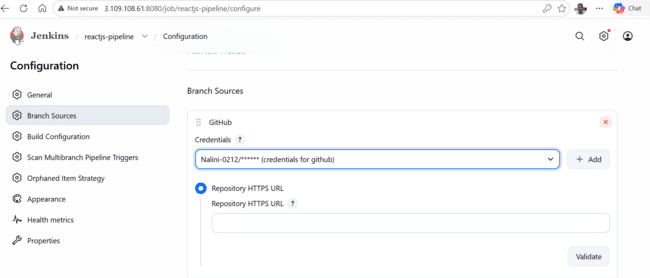 Not secure 3.109.108.61:8080/job/reactjs-pipeline/configure Chat
Jenkins / reactjs-pipeline / Configuration
Configuration
General
Branch Sources
Build Configuration
Scan Multibranch Pipeline Triggers
Orphaned Item Strategy
Appearance
Health metrics
Properties
Branch Sources
GitHub
Credentials ?
Nalini-0212/****** (credentials for github)
+ Add
Repository HTTPS URL
Repository HTTPS URL ?
Validate